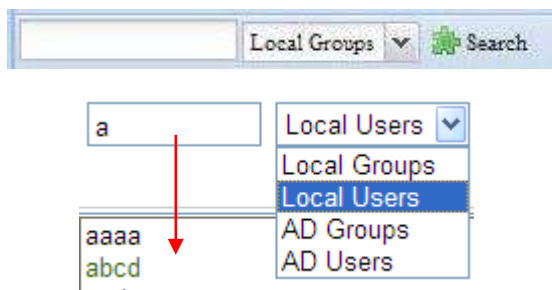 Local Groups Search
a Local Users
Local Groups
Local Users
AD Groups
AD Users
aaaa
abcd